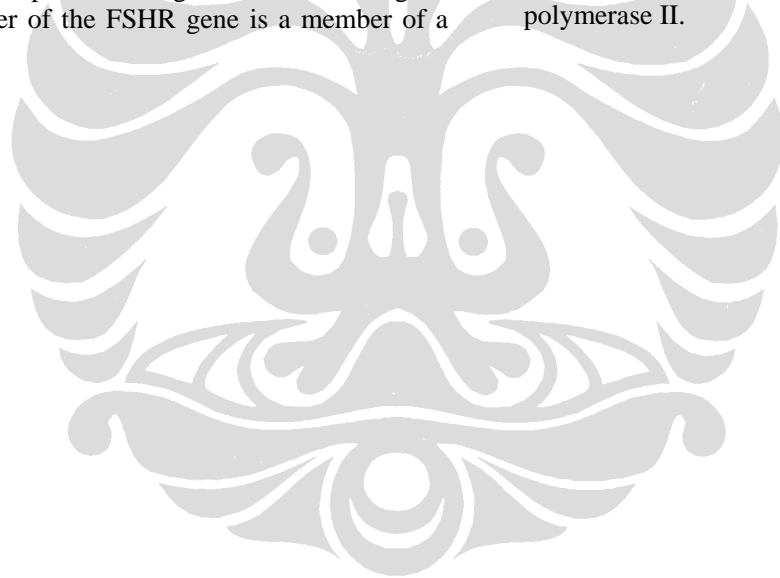 er of the FSHR gene is a member of a
polymerase II.